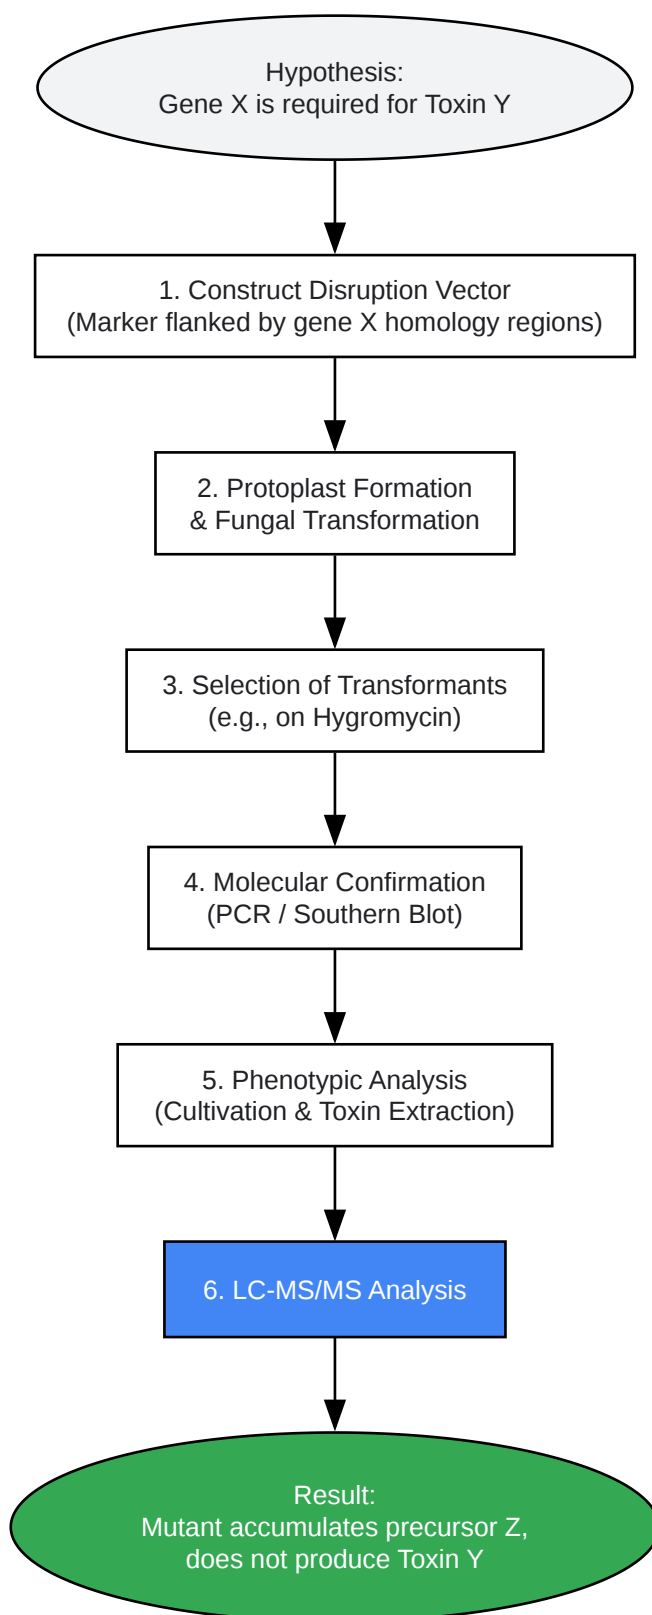 Hypothesis:
Gene X is required for Toxin Y
1. Construct Disruption Vector
(Marker flanked by gene X homology regions)
2. Protoplast Formation
& Fungal Transformation
3. Selection of Transformants
(e.g., on Hygromycin)
4. Molecular Confirmation
(PCR / Southern Blot)
5. Phenotypic Analysis
(Cultivation & Toxin Extraction)
6. LC-MS/MS Analysis
Result:
Mutant accumulates precursor Z,
does not produce Toxin Y